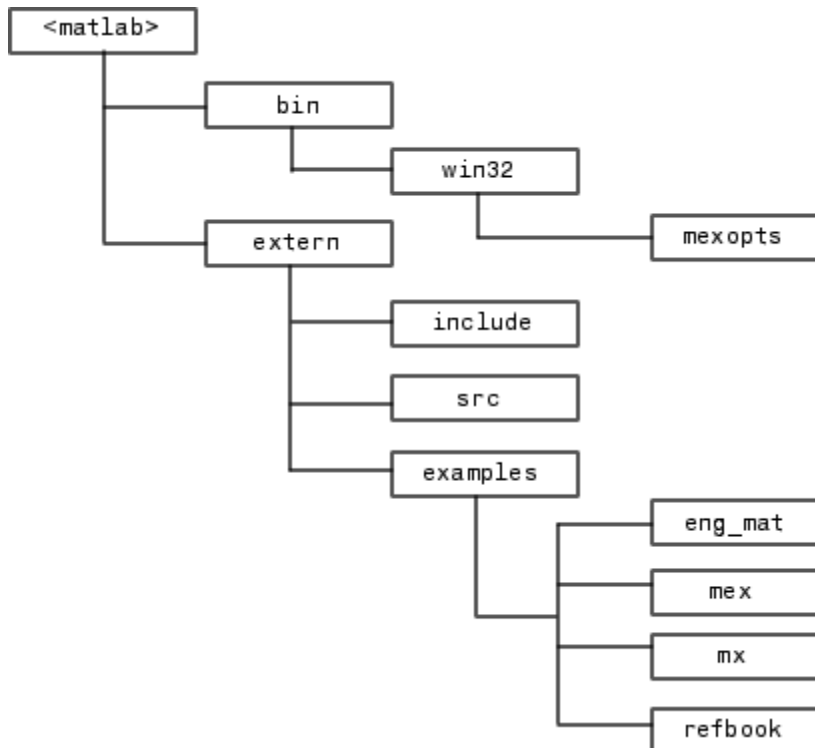 <matlab>
bin
win32
mexopts
extern
include
src
examples
eng_mat
mex
mx
refbook